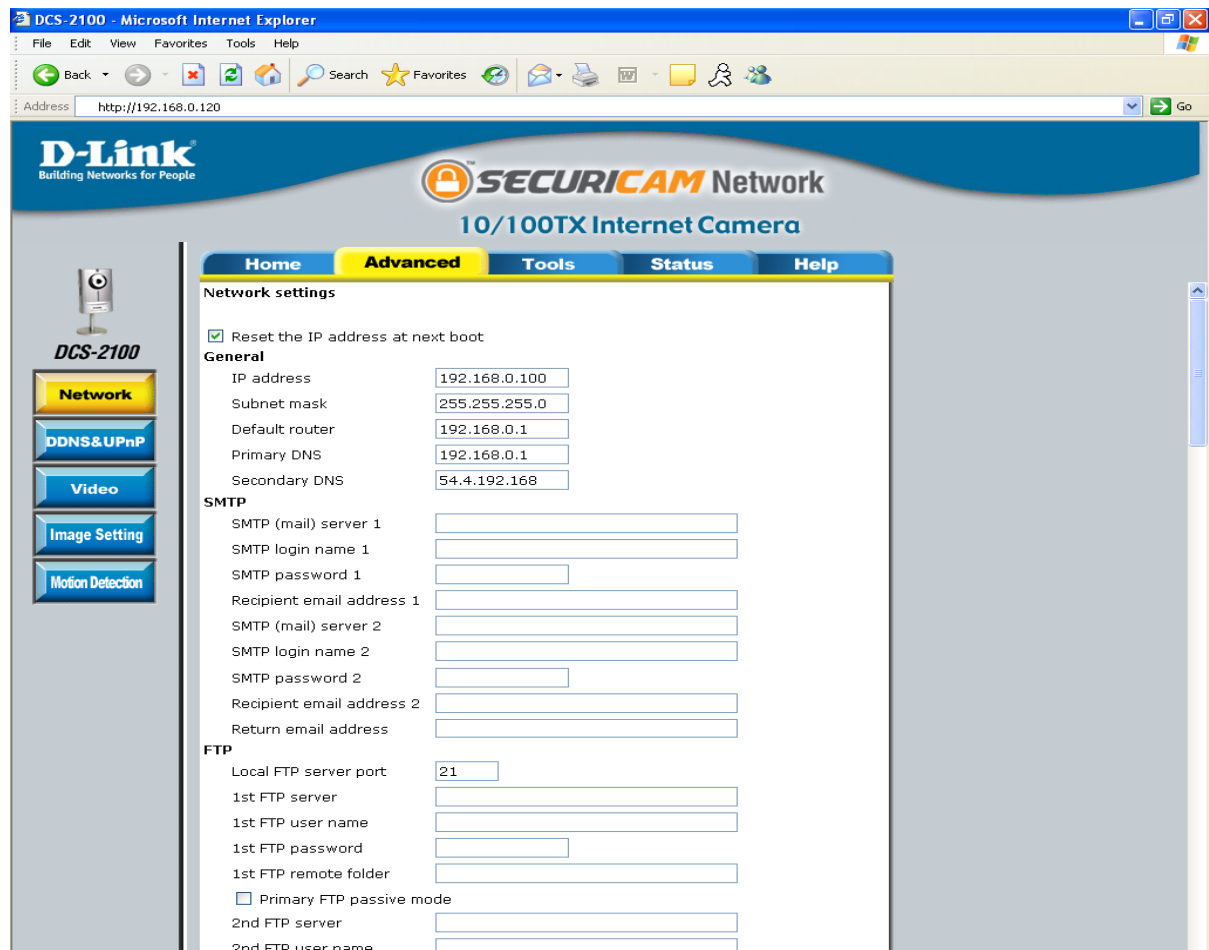 DCS-2100 - Microsoft Internet Explorer
File Edit View Favorites Tools Help
Back Search Favorites
Address http://192.168.0.120 Go
D-Link
Building Networks for People
SECURICAM Network
™
10/100TX Internet Camera
Home Advanced Tools Status Help
DCS-2100
Network
DDNS&UPnP
Video
Image Setting
Motion Detection
Network settings
Reset the IP address at next boot
General
IP address 192.168.0.100
Subnet mask 255.255.255.0
Default router 192.168.0.1
Primary DNS 192.168.0.1
Secondary DNS 54.4.192.168
SMTP
SMTP (mail) server 1
SMTP login name 1
SMTP password 1
Recipient email address 1
SMTP (mail) server 2
SMTP login name 2
SMTP password 2
Recipient email address 2
Return email address
FTP
Local FTP server port 21
1st FTP server
1st FTP user name
1st FTP password
1st FTP remote folder
Primary FTP passive mode
2nd FTP server
2nd FTP user name